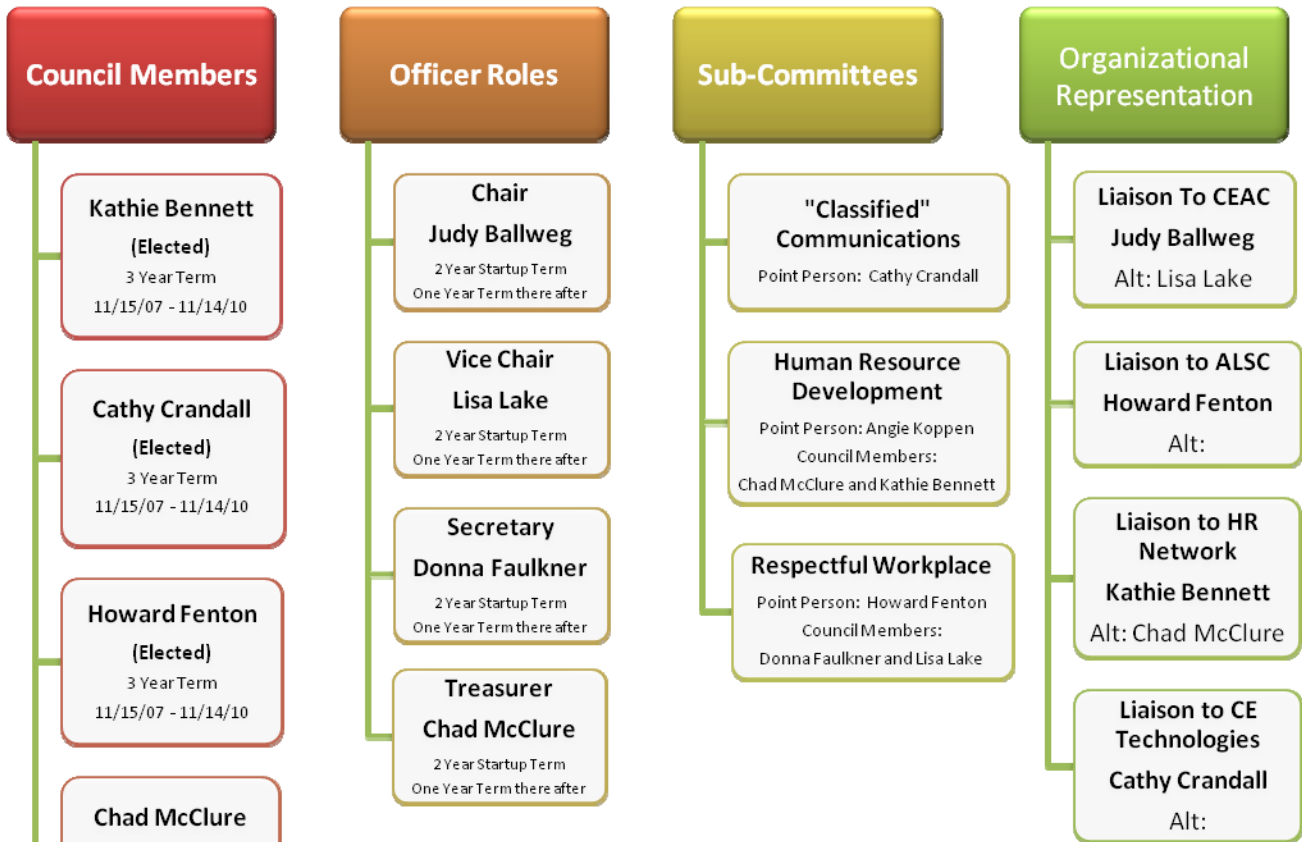 Council Members
Kathie Bennett
(Elected)
3 Year Term
11/15/07 - 11/14/10
Cathy Crandall
(Elected)
3 Year Term
11/15/07 - 11/14/10
Howard Fenton
(Elected)
3 Year Term
11/15/07 - 11/14/10
Chad McClure
Officer Roles
Chair
Judy Ballweg
2 Year Startup Term
One Year Term there after
Vice Chair
Lisa Lake
2 Year Startup Term
One Year Term there after
Secretary
Donna Faulkner
2 Year Startup Term
One Year Term there after
Treasurer
Chad McClure
2 Year Startup Term
One Year Term there after
Sub-Committees
"Classified"
Communications
Point Person: Cathy Crandall
Human Resource
Development
Point Person: Angie Koppen
Council Members:
Chad McClure and Kathie Bennett
Respectful Workplace
Point Person: Howard Fenton
Council Members:
Donna Faulkner and Lisa Lake
Organizational
Representation
Liaison To CEAC
Judy Ballweg
Alt: Lisa Lake
Liaison to ALSC
Howard Fenton
Alt:
Liaison to HR
Network
Kathie Bennett
Alt: Chad McClure
Liaison to CE
Technologies
Cathy Crandall
Alt: